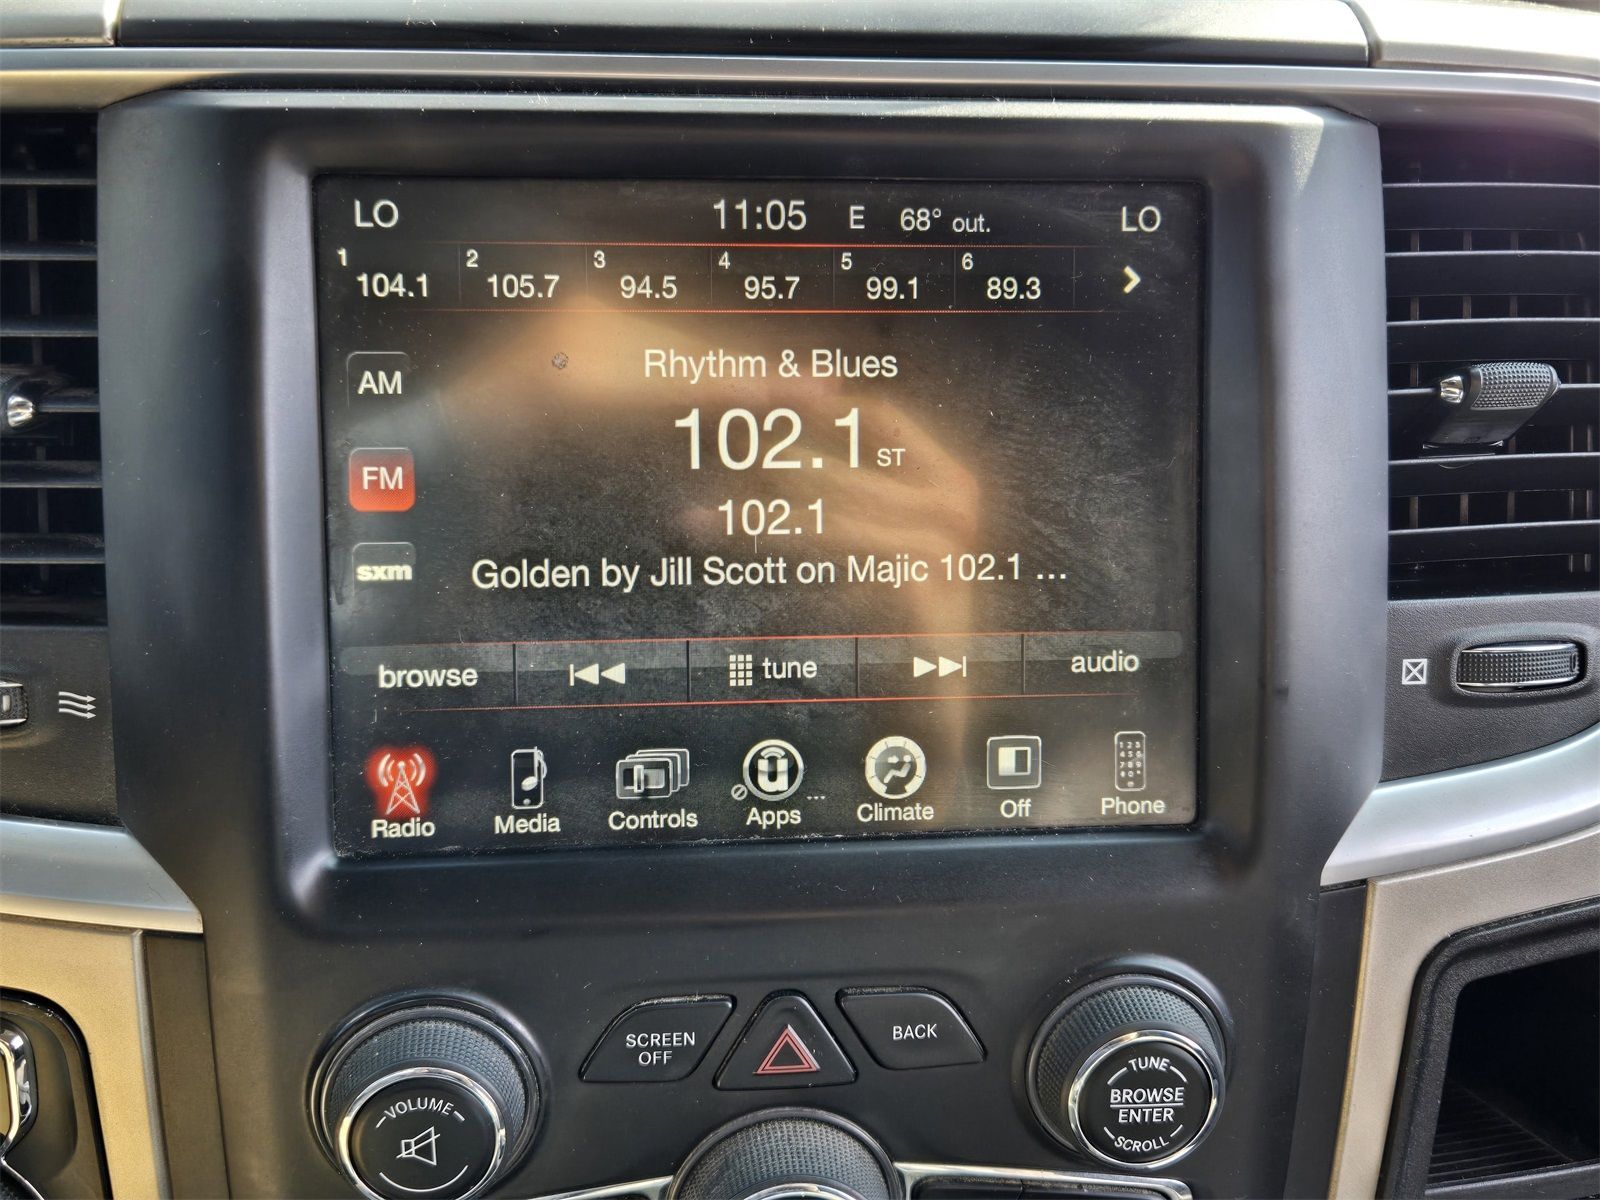 LO 11:05 E 68° out. LO
1 104.1 2 105.7 3 94.5 4 95.7 5 99.1 6 89.3
Rhythm & Blues
AM
102.1 ST
FM
102.1
sxm
Golden by Jill Scott on Majic 102.1 ...
browse tune audio
Radio Media Controls Apps ... Climate Off Phone
SCREEN OFF
BACK
VOLUME
TUNE
BROWSE
ENTER
SCROLL